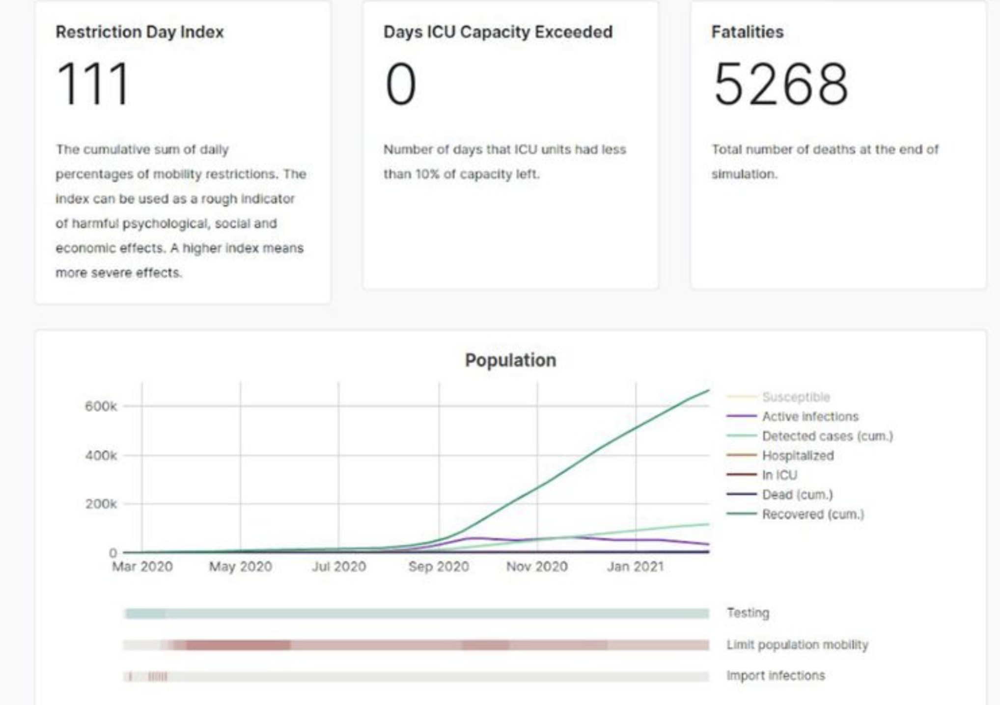 Restriction Day Index
111
The cumulative sum of daily
percentages of mobility restrictions. The
index can be used as a rough indicator
of harmful psychological, social and
economic effects. A higher index means
more severe effects.
Days ICU Capacity Exceeded
0
Number of days that ICU units had less
than 10% of capacity left.
Fatalities
5268
Total number of deaths at the end of
simulation.
Population
600k
400k
200k
0
Mar 2020 May 2020 Jul 2020 Sep 2020 Nov 2020 Jan 2021
Susceptible
Active infections
Detected cases (cum.)
Hospitalized
In ICU
Dead (cum.)
Recovered (cum.)
Testing
Limit population mobility
Import infections